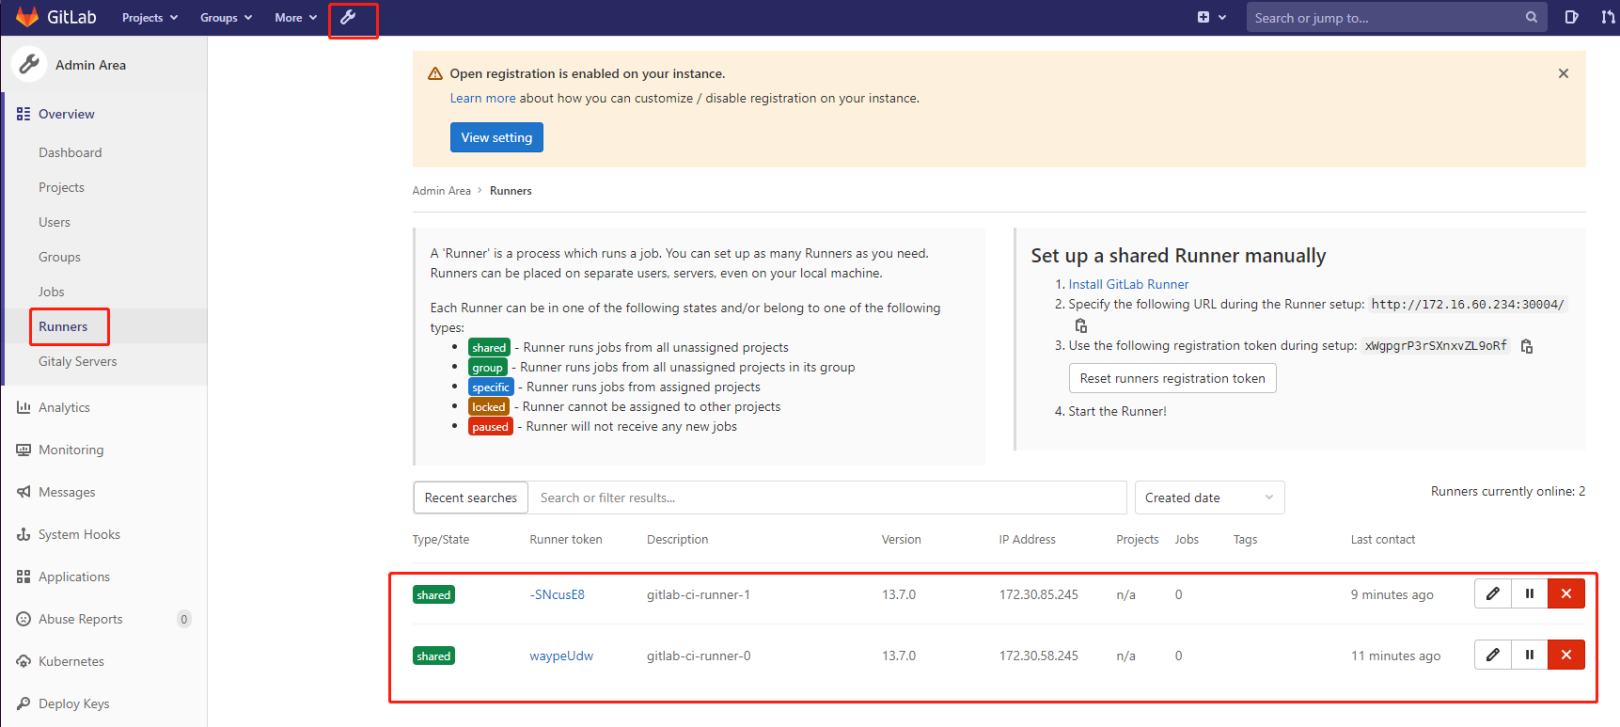 GitLab Projects Groups More Search or jump to...
Admin Area
Overview
Dashboard
Projects
Users
Groups
Jobs
Runners
Gitaly Servers
Analytics
Monitoring
Messages
System Hooks
Applications
Abuse Reports 0
Kubernetes
Deploy Keys
Open registration is enabled on your instance.
Learn more about how you can customize / disable registration on your instance.
View setting
Admin Area > Runners
A 'Runner' is a process which runs a job. You can set up as many Runners as you need.
Runners can be placed on separate users, servers, even on your local machine.
Each Runner can be in one of the following states and/or belong to one of the following
types:
shared - Runner runs jobs from all unassigned projects
group - Runner runs jobs from all unassigned projects in its group
specific - Runner runs jobs from assigned projects
locked - Runner cannot be assigned to other projects
paused - Runner will not receive any new jobs
Set up a shared Runner manually
1. Install GitLab Runner
2. Specify the following URL during the Runner setup: http://172.16.60.234:30004/
3. Use the following registration token during setup: xWgpgrP3rSXnxvZL9oRf
Reset runners registration token
4. Start the Runner!
Recent searches Search or filter results... Created date Runners currently online: 2
Type/State Runner token Description Version IP Address Projects Jobs Tags Last contact
shared -SNcusE8 gitlab-ci-runner-1 13.7.0 172.30.85.245 n/a 0 9 minutes ago
shared waypeUdw gitlab-ci-runner-0 13.7.0 172.30.58.245 n/a 0 11 minutes ago